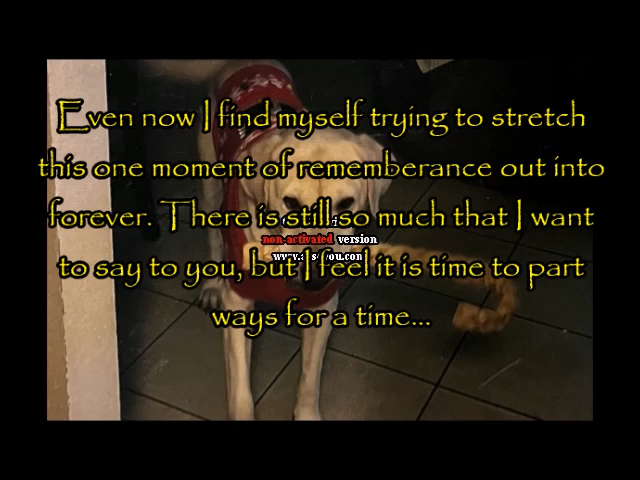 Even now I find myself trying to stretch
this one moment of rememberance out into
forever. There is still so much that I want
non-activated version
to say to you, but I feel it is time to part
ways for a time...